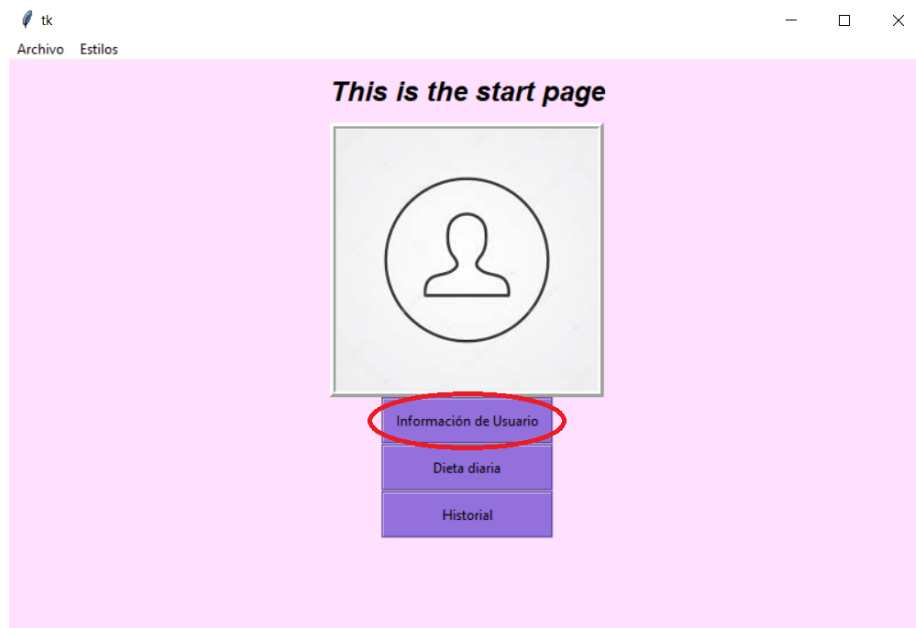 tk
Archivo Estilos
This is the start page
Información de Usuario
Dieta diaria
Historial